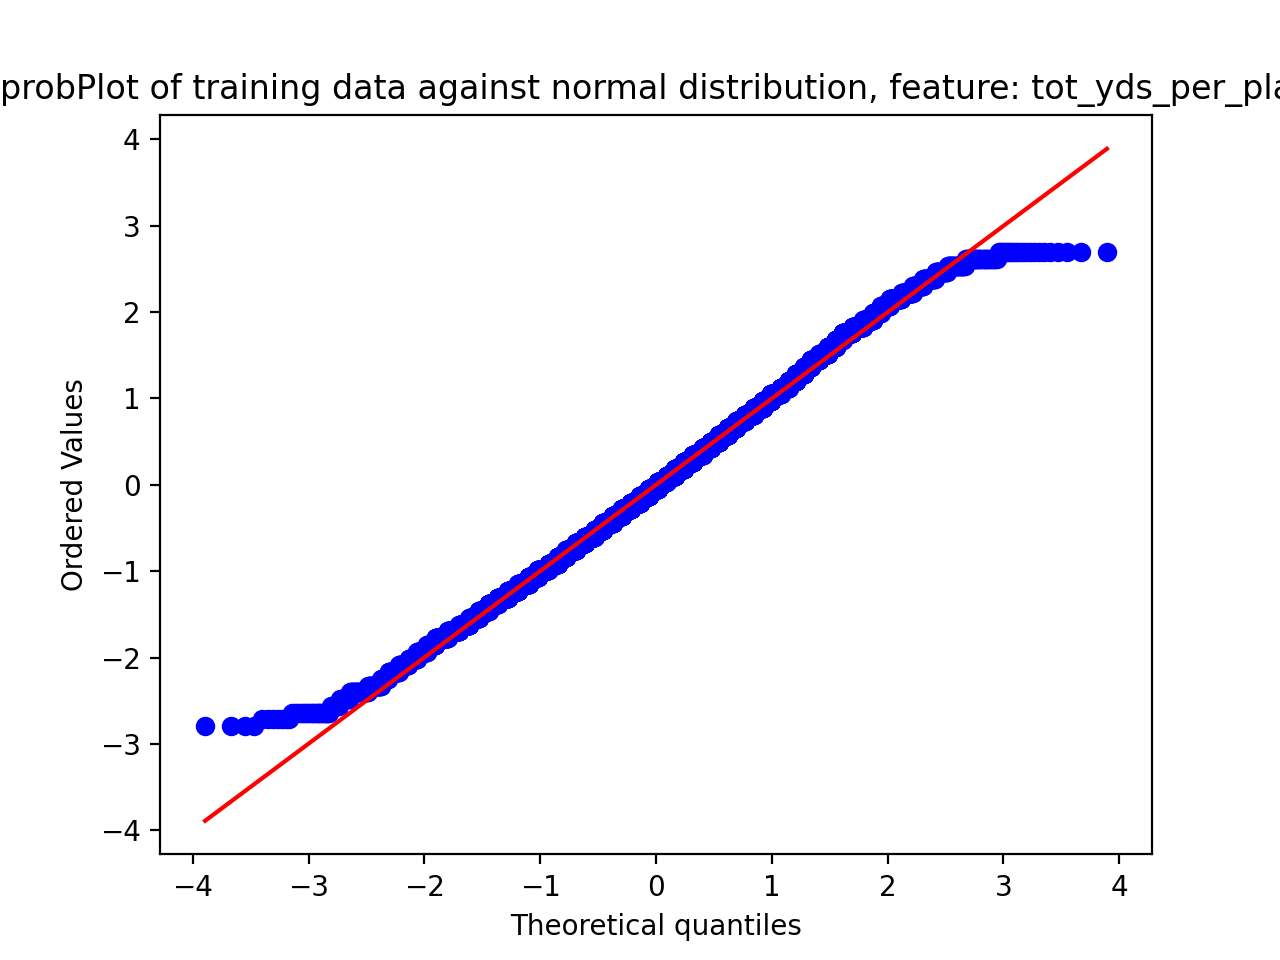 probPlot of training data against normal distribution, feature: tot_yds_per_pla
4
3
2
1
0
−1
−2
−3
−4
Ordered Values
−4 −3 −2 −1 0 1 2 3 4
Theoretical quantiles